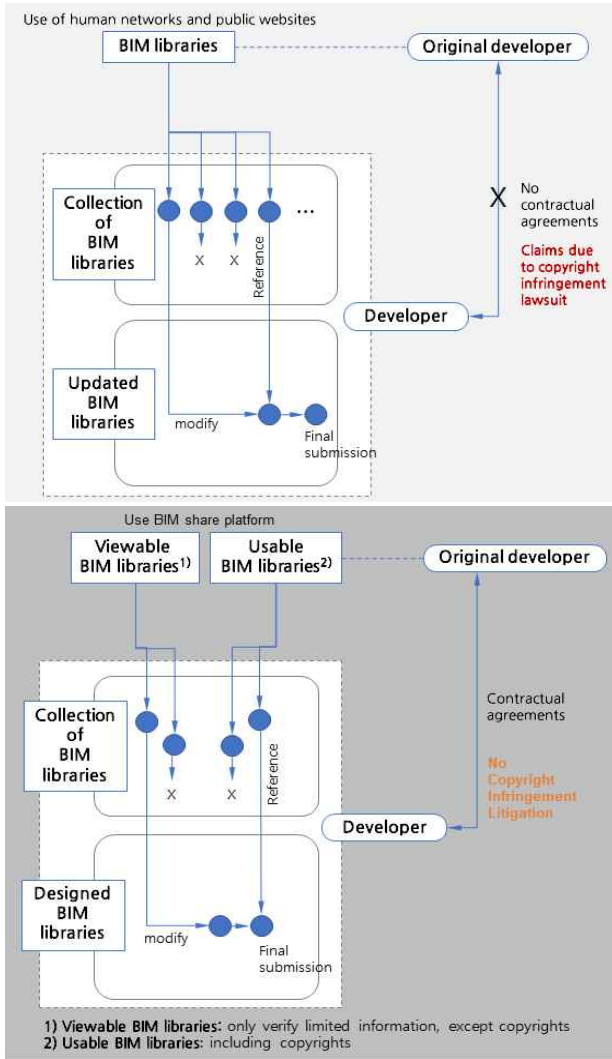 Use of human networks and public websites
BIM libraries
Original developer
Collection
of
BIM
libraries
...
X
X
Reference
X
No
contractual
agreements
Claims due
to copyright
infringement
lawsuit
Developer
Updated
BIM
libraries
modify
Final
submission
Use BIM share platform
Viewable
BIM libraries1)
Usable
BIM libraries2)
Original developer
Collection
of
BIM
libraries
X
X
Reference
Contractual
agreements
No
Copyright
Infringement
Litigation
Developer
Designed
BIM
libraries
modify
Final
submission
1) Viewable BIM libraries: only verify limited information, except copyrights
2) Usable BIM libraries: including copyrights